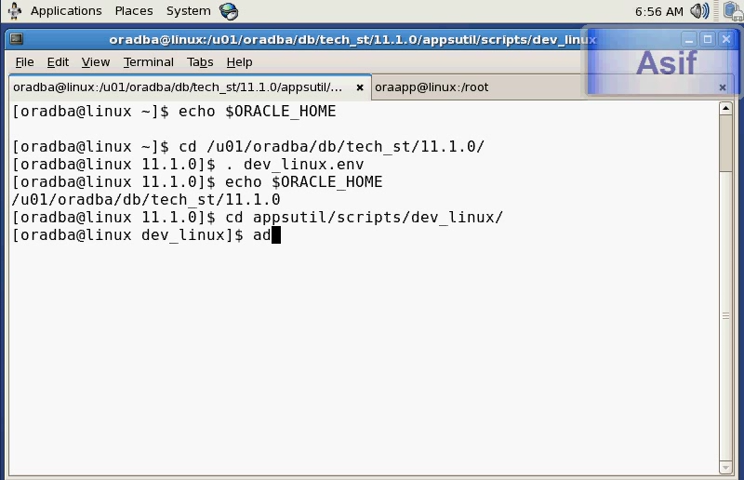 Applications Places System 6:56 AM
oradba@linux:/u01/oradba/db/tech_st/11.1.0/appsutil/scripts/dev_linux
Asif
File Edit View Terminal Tabs Help
oradba@linux:/u01/oradba/db/tech_st/11.1.0/appsutil/... oraapp@linux:/root
[oradba@linux ~]$ echo $ORACLE_HOME
[oradba@linux ~]$ cd /u01/oradba/db/tech_st/11.1.0/
[oradba@linux 11.1.0]$ . dev_linux.env
[oradba@linux 11.1.0]$ echo $ORACLE_HOME
/u01/oradba/db/tech_st/11.1.0
[oradba@linux 11.1.0]$ cd appsutil/scripts/dev_linux/
[oradba@linux dev_linux]$ ad